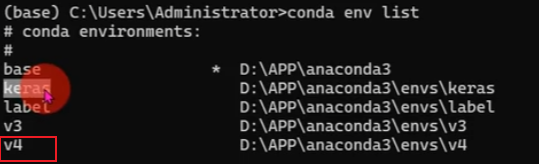 (base) C:\Users\Administrator>conda env list
# conda environments:
#
base * D:\APP\anaconda3
keras D:\APP\anaconda3\envs\keras
label D:\APP\anaconda3\envs\label
v3 D:\APP\anaconda3\envs\v3
v4 D:\APP\anaconda3\envs\v4